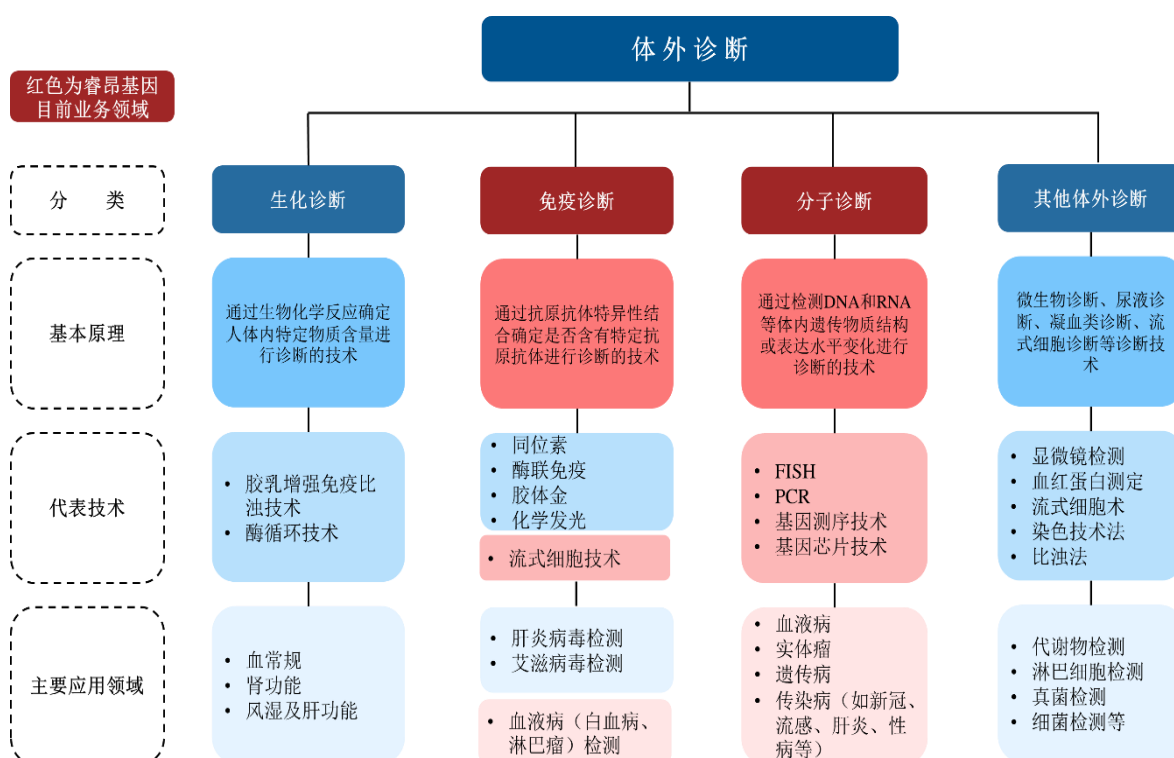 体外诊断
红色为睿昂基因
目前业务领域
分 类
生化诊断
免疫诊断
分子诊断
其他体外诊断
基本原理
通过生物化学反应确定
人体内特定物质含量进
行诊断的技术
通过抗原抗体特异性结
合确定是否含有特定抗
原抗体进行诊断的技术
通过检测DNA和RNA
等体内遗传物质结构
或表达水平变化进行
诊断的技术
微生物诊断、尿液诊
断、凝血类诊断、流
式细胞诊断等诊断技
术
代表技术
• 胶乳增强免疫比
浊技术
• 酶循环技术
• 同位素
• 酶联免疫
• 胶体金
• 化学发光
• 流式细胞技术
• FISH
• PCR
• 基因测序技术
• 基因芯片技术
• 显微镜检测
• 血红蛋白测定
• 流式细胞术
• 染色技术法
• 比浊法
主要应用领域
• 血常规
• 肾功能
• 风湿及肝功能
• 肝炎病毒检测
• 艾滋病毒检测
• 血液病（白血病、
淋巴瘤）检测
• 血液病
• 实体瘤
• 遗传病
• 传染病（如新冠、
流感、肝炎、性
病等）
• 代谢物检测
• 淋巴细胞检测
• 真菌检测
• 细菌检测等